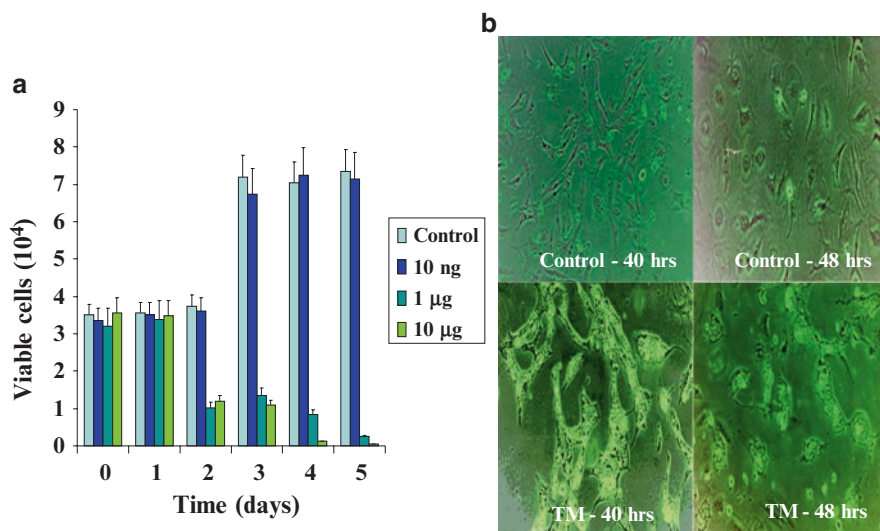 a
Viable cells (10⁴)
9
8
7
6
5
4
3
2
1
0
0 1 2 3 4 5
Time (days)
Control
10 ng
1 µg
10 µg
b
Control - 40 hrs
Control - 48 hrs
TM - 40 hrs
TM - 48 hrs